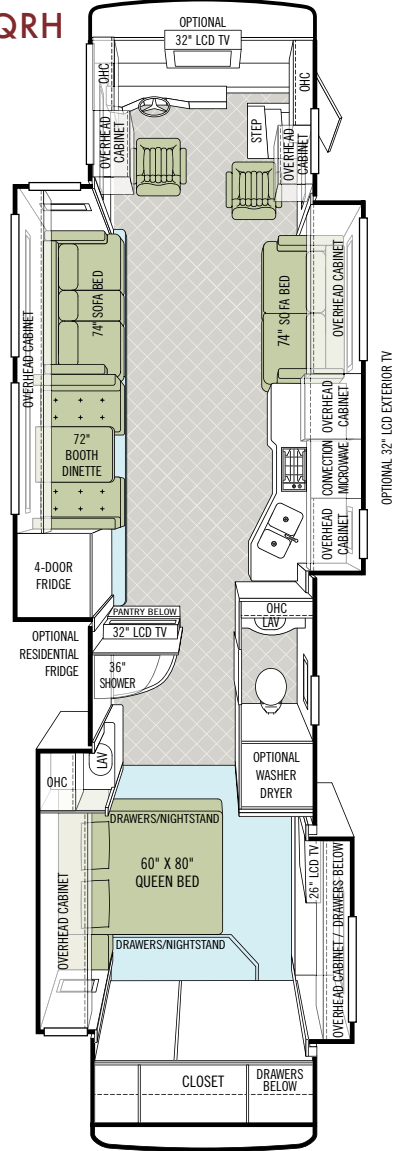 QRH
OPTIONAL
32" LCD TV
OHC
OHC
OVERHEAD
CABINET
STEP
OVERHEAD
CABINET
74" SOFA BED
OVERHEAD CABINET
74" SOFA BED
OVERHEAD CABINET
72"
BOOTH
DINETTE
OVERHEAD
CABINET
CONVECTION
MICROWAVE
OVERHEAD
CABINET
OPTIONAL 32" LCD EXTERIOR TV
4-DOOR
FRIDGE
OPTIONAL
RESIDENTIAL
FRIDGE
PANTRY BELOW
32" LCD TV
36"
SHOWER
OHC
LAV
LAV
OHC
OPTIONAL
WASHER
DRYER
DRAWERS/NIGHTSTAND
60" X 80"
QUEEN BED
DRAWERS/NIGHTSTAND
OVERHEAD CABINET
26" LCD TV
OVERHEAD CABINET / DRAWERS BELOW
CLOSET
DRAWERS
BELOW